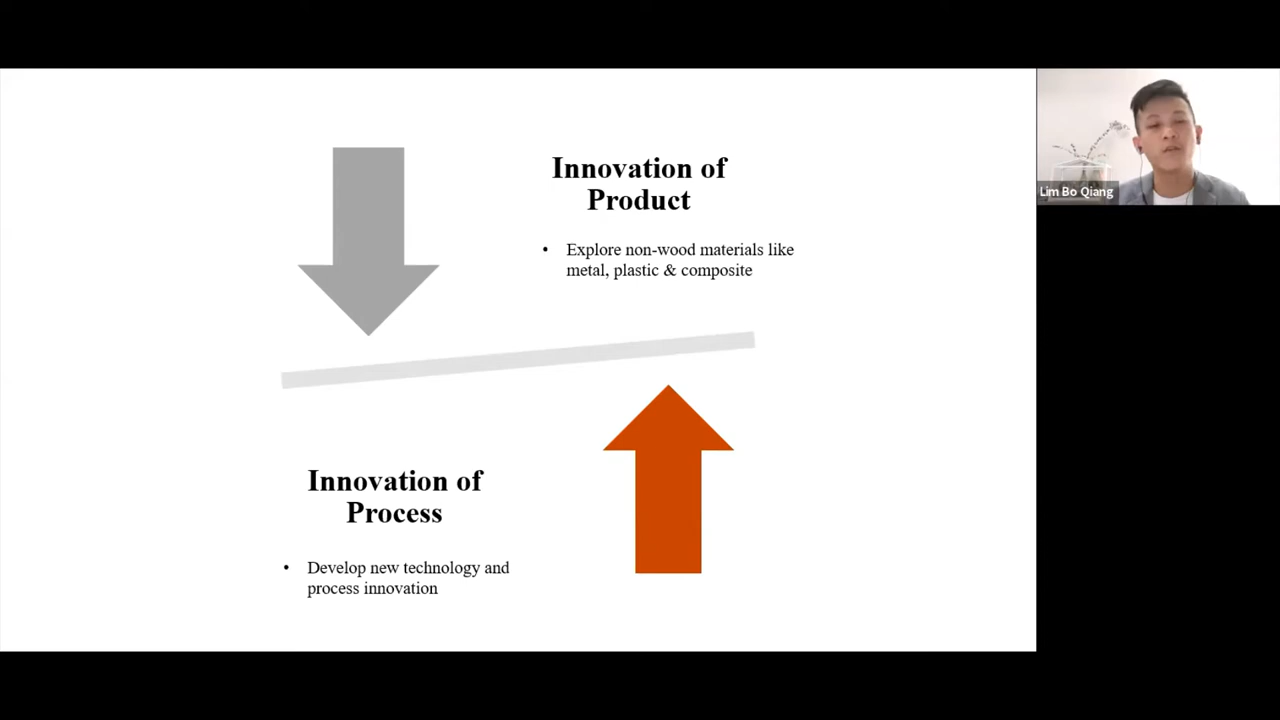 Innovation of
Product
• Explore non-wood materials like
metal, plastic & composite
Innovation of
Process
• Develop new technology and
process innovation
Lim Bo Qiang